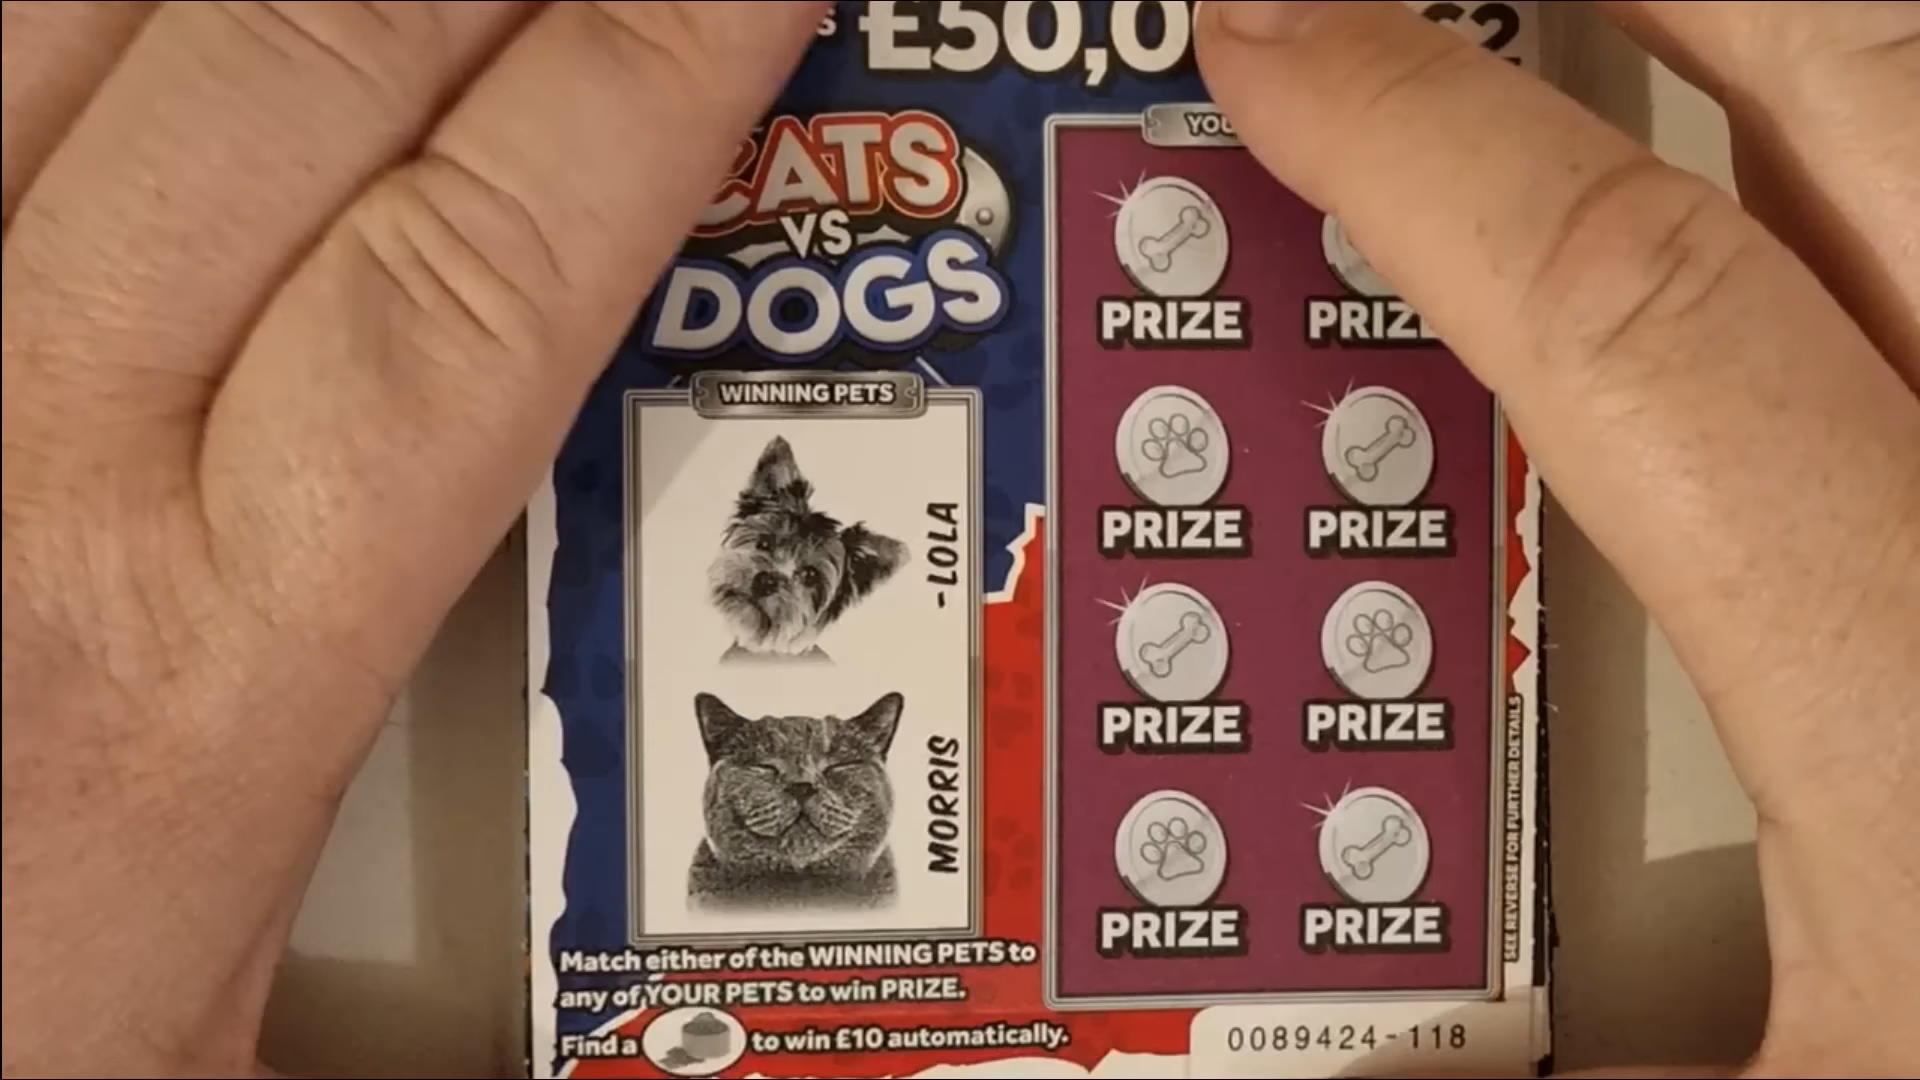 £50,0
£2
CATS
VS
DOGS
WINNING PETS
-LOLA
MORRIS
PRIZE PRIZE
PRIZE PRIZE
PRIZE PRIZE
PRIZE PRIZE
SEE REVERSE FOR FURTHER DETAILS
Match either of the WINNING PETS to
any of YOUR PETS to win PRIZE.
Find a to win £10 automatically.
0089424-118